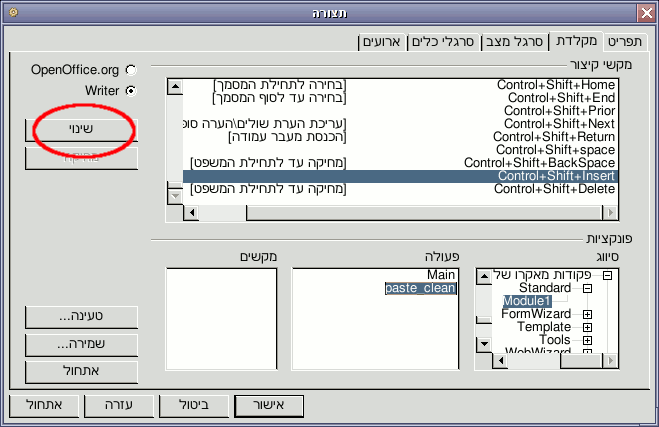 תצורה
תפריט
מקלדת
סרגל מצב
סרגלי כלים
ארועים
מקשי קיצור
OpenOffice.org
Writer
שינוי
מחיקה
Control+Shift+Home [בחירה לתחילת המסמך]
Control+Shift+End [בחירה עד לסוף המסמך]
Control+Shift+Prior
Control+Shift+Next [עריכת הערת שולים\הערה סופ
Control+Shift+Return [הכנסת מעבר עמודה]
Control+Shift+space
Control+Shift+BackSpace [מחיקה עד לתחילת המשפט]
Control+Shift+Insert
Control+Shift+Delete [מחיקה עד לתחילת המשפט]
פונקציות
סיווג
פעולה
מקשים
פקודות מאקרו של
Standard
Module1
FormWizard
Template
Tools
WebWizard
Main
paste_clean
טעינה...
שמירה...
אתחול
אישור
ביטול
עזרה
אתחול